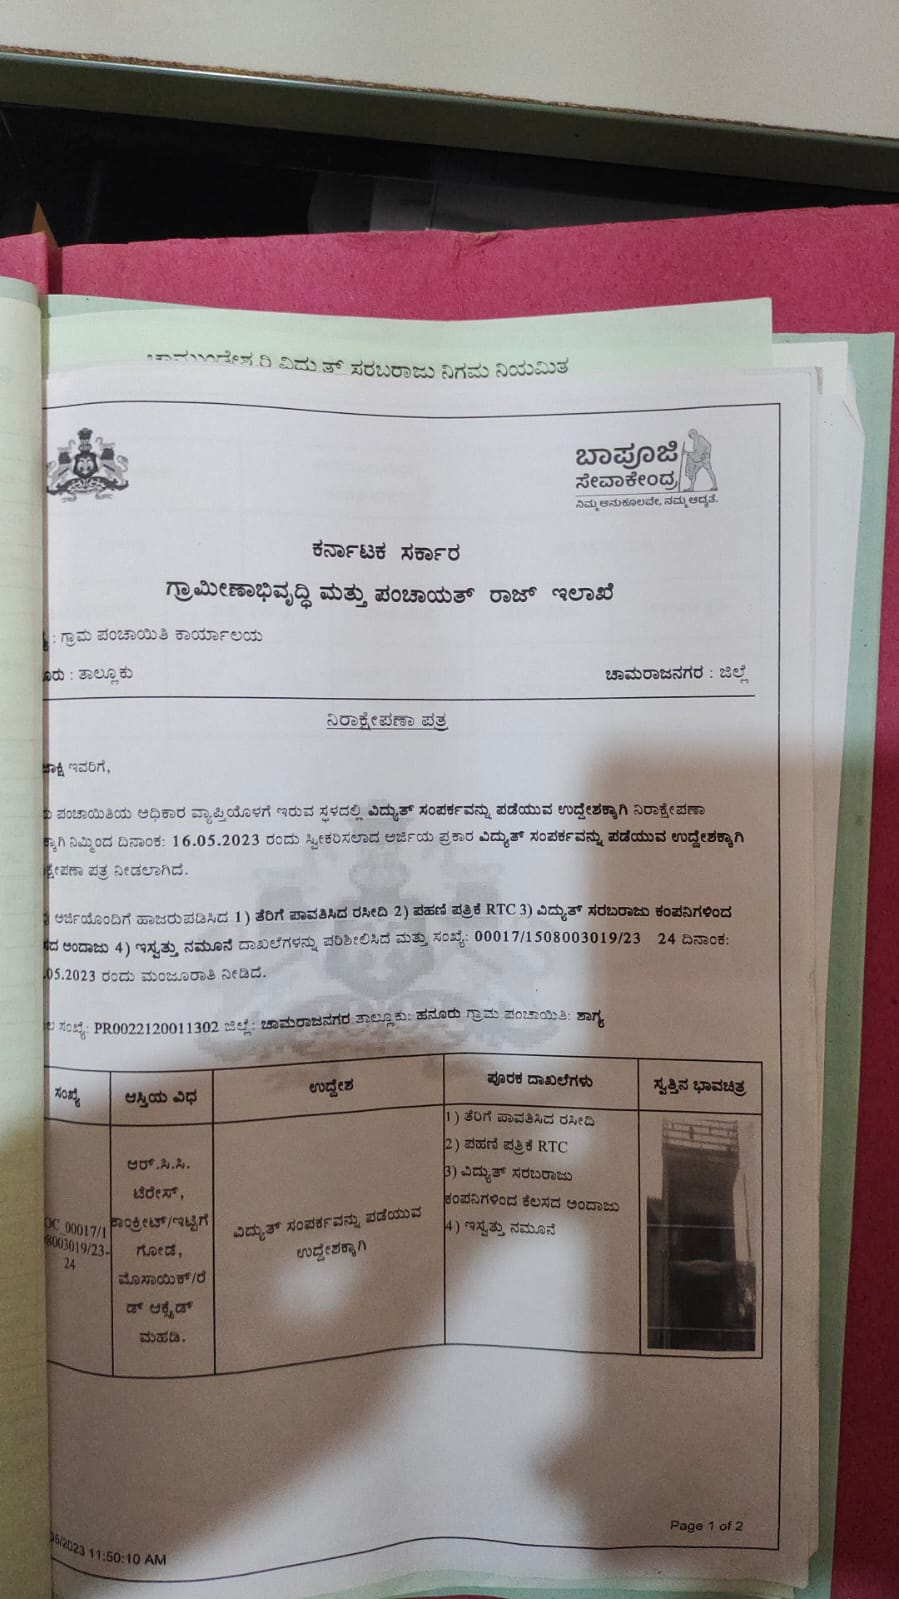 ಚಾಮುಂಡೇಶ್ವರಿ ವಿದ್ಯುತ್ ಸರಬರಾಜು ನಿಗಮ ನಿಯಮಿತ
ಬಾಪೂಜಿ
ಸೇವಾಕೇಂದ್ರ
ನಿಮ್ಮ ಅನುಕೂಲವೇ, ನಮ್ಮ ಆದ್ಯತೆ.
ಕರ್ನಾಟಕ ಸರ್ಕಾರ
ಗ್ರಾಮೀಣಾಭಿವೃದ್ಧಿ ಮತ್ತು ಪಂಚಾಯತ್ ರಾಜ್ ಇಲಾಖೆ
: ಗ್ರಾಮ ಪಂಚಾಯಿತಿ ಕಾರ್ಯಾಲಯ
ೂರು : ತಾಲ್ಲೂಕು ಚಾಮರಾಜನಗರ : ಜಿಲ್ಲೆ
ನಿರಾಕ್ಷೇಪಣಾ ಪತ್ರ
ಇವರಿಗೆ,
ಪಂಚಾಯಿತಿಯ ಅಧಿಕಾರ ವ್ಯಾಪ್ತಿಯೊಳಗೆ ಇರುವ ಸ್ಥಳದಲ್ಲಿ ವಿದ್ಯುತ್ ಸಂಪರ್ಕವನ್ನು ಪಡೆಯುವ ಉದ್ದೇಶಕ್ಕಾಗಿ ನಿರಾಕ್ಷೇಪಣಾ
ಕ್ಕಾಗಿ ನಿಮ್ಮಿಂದ ದಿನಾಂಕ: 16.05.2023 ರಂದು ಸ್ವೀಕರಿಸಲಾದ ಅರ್ಜಿಯ ಪ್ರಕಾರ ವಿದ್ಯುತ್ ಸಂಪರ್ಕವನ್ನು ಪಡೆಯುವ ಉದ್ದೇಶಕ್ಕಾಗಿ
ಕ್ಷೇಪಣಾ ಪತ್ರ ನೀಡಲಾಗಿದೆ.
ಅರ್ಜಿಯೊಂದಿಗೆ ಹಾಜರುಪಡಿಸಿದ 1) ತೆರಿಗೆ ಪಾವತಿಸಿದ ರಸೀದಿ 2) ಪಹಣಿ ಪತ್ರಿಕೆ RTC 3) ವಿದ್ಯುತ್ ಸರಬರಾಜು ಕಂಪನಿಗಳಿಂದ
ಸದ ಅಂದಾಜು 4) ಇಸ್ವತ್ತು ನಮೂನೆ ದಾಖಲೆಗಳನ್ನು ಪರಿಶೀಲಿಸಿದೆ ಮತ್ತು ಸಂಖ್ಯೆ: 00017/1508003019/23 24 ದಿನಾಂಕ:
.05.2023 ರಂದು ಮಂಜೂರಾತಿ ನೀಡಿದೆ.
ಸಂಖ್ಯೆ: PR0022120011302 ಜಿಲ್ಲೆ: ಚಾಮರಾಜನಗರ ತಾಲ್ಲೂಕು: ಹನೂರು ಗ್ರಾಮ ಪಂಚಾಯಿತಿ: ಶಾಗ್ಯ
ಸಂಖ್ಯೆ ಆಸ್ತಿಯ ವಿಧ ಉದ್ದೇಶ ಪೂರಕ ದಾಖಲೆಗಳು ಸ್ವತ್ತಿನ ಭಾವಚಿತ್ರ
OC_00017/1
8003019/23-
24
ಆರ್.ಸಿ.ಸಿ.
ಟೆರೇಸ್,
ಕಾಂಕ್ರೀಟ್/ಇಟ್ಟಿಗೆ
ಗೋಡೆ,
ಮೊಸಾಯಿಕ್/ರೆ
ಡ್ ಆಕ್ಸೈಡ್
ಮಹಡಿ.
ವಿದ್ಯುತ್ ಸಂಪರ್ಕವನ್ನು ಪಡೆಯುವ
ಉದ್ದೇಶಕ್ಕಾಗಿ
1) ತೆರಿಗೆ ಪಾವತಿಸಿದ ರಸೀದಿ
2) ಪಹಣಿ ಪತ್ರಿಕೆ RTC
3) ವಿದ್ಯುತ್ ಸರಬರಾಜು
ಕಂಪನಿಗಳಿಂದ ಕೆಲಸದ ಅಂದಾಜು
4) ಇಸ್ವತ್ತು ನಮೂನೆ
Page 1 of 2
05/2023 11:50:10 AM